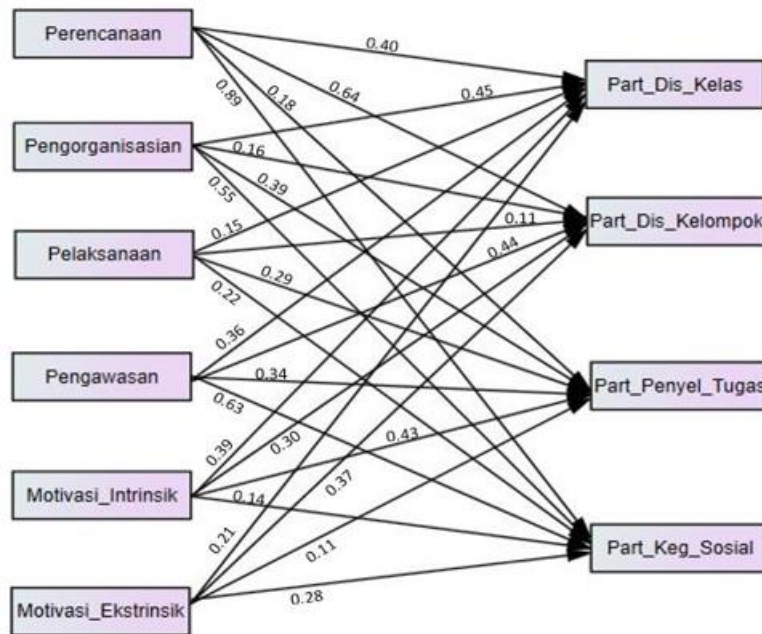 Perencanaan
0.40
Part_Dis_Kelas
0.89
0.18
0.64
0.45
Pengorganisasian
0.16
0.55
0.39
0.11
Part_Dis_Kelompok
0.15
Pelaksanaan
0.44
0.29
0.22
0.36
Pengawasan
0.34
Part_Penyel_Tugas
0.63
0.39
0.30
0.43
Motivasi_Intrinsik
0.14
0.37
0.21
0.11
Part_Keg_Sosial
Motivasi_Ekstrinsik
0.28